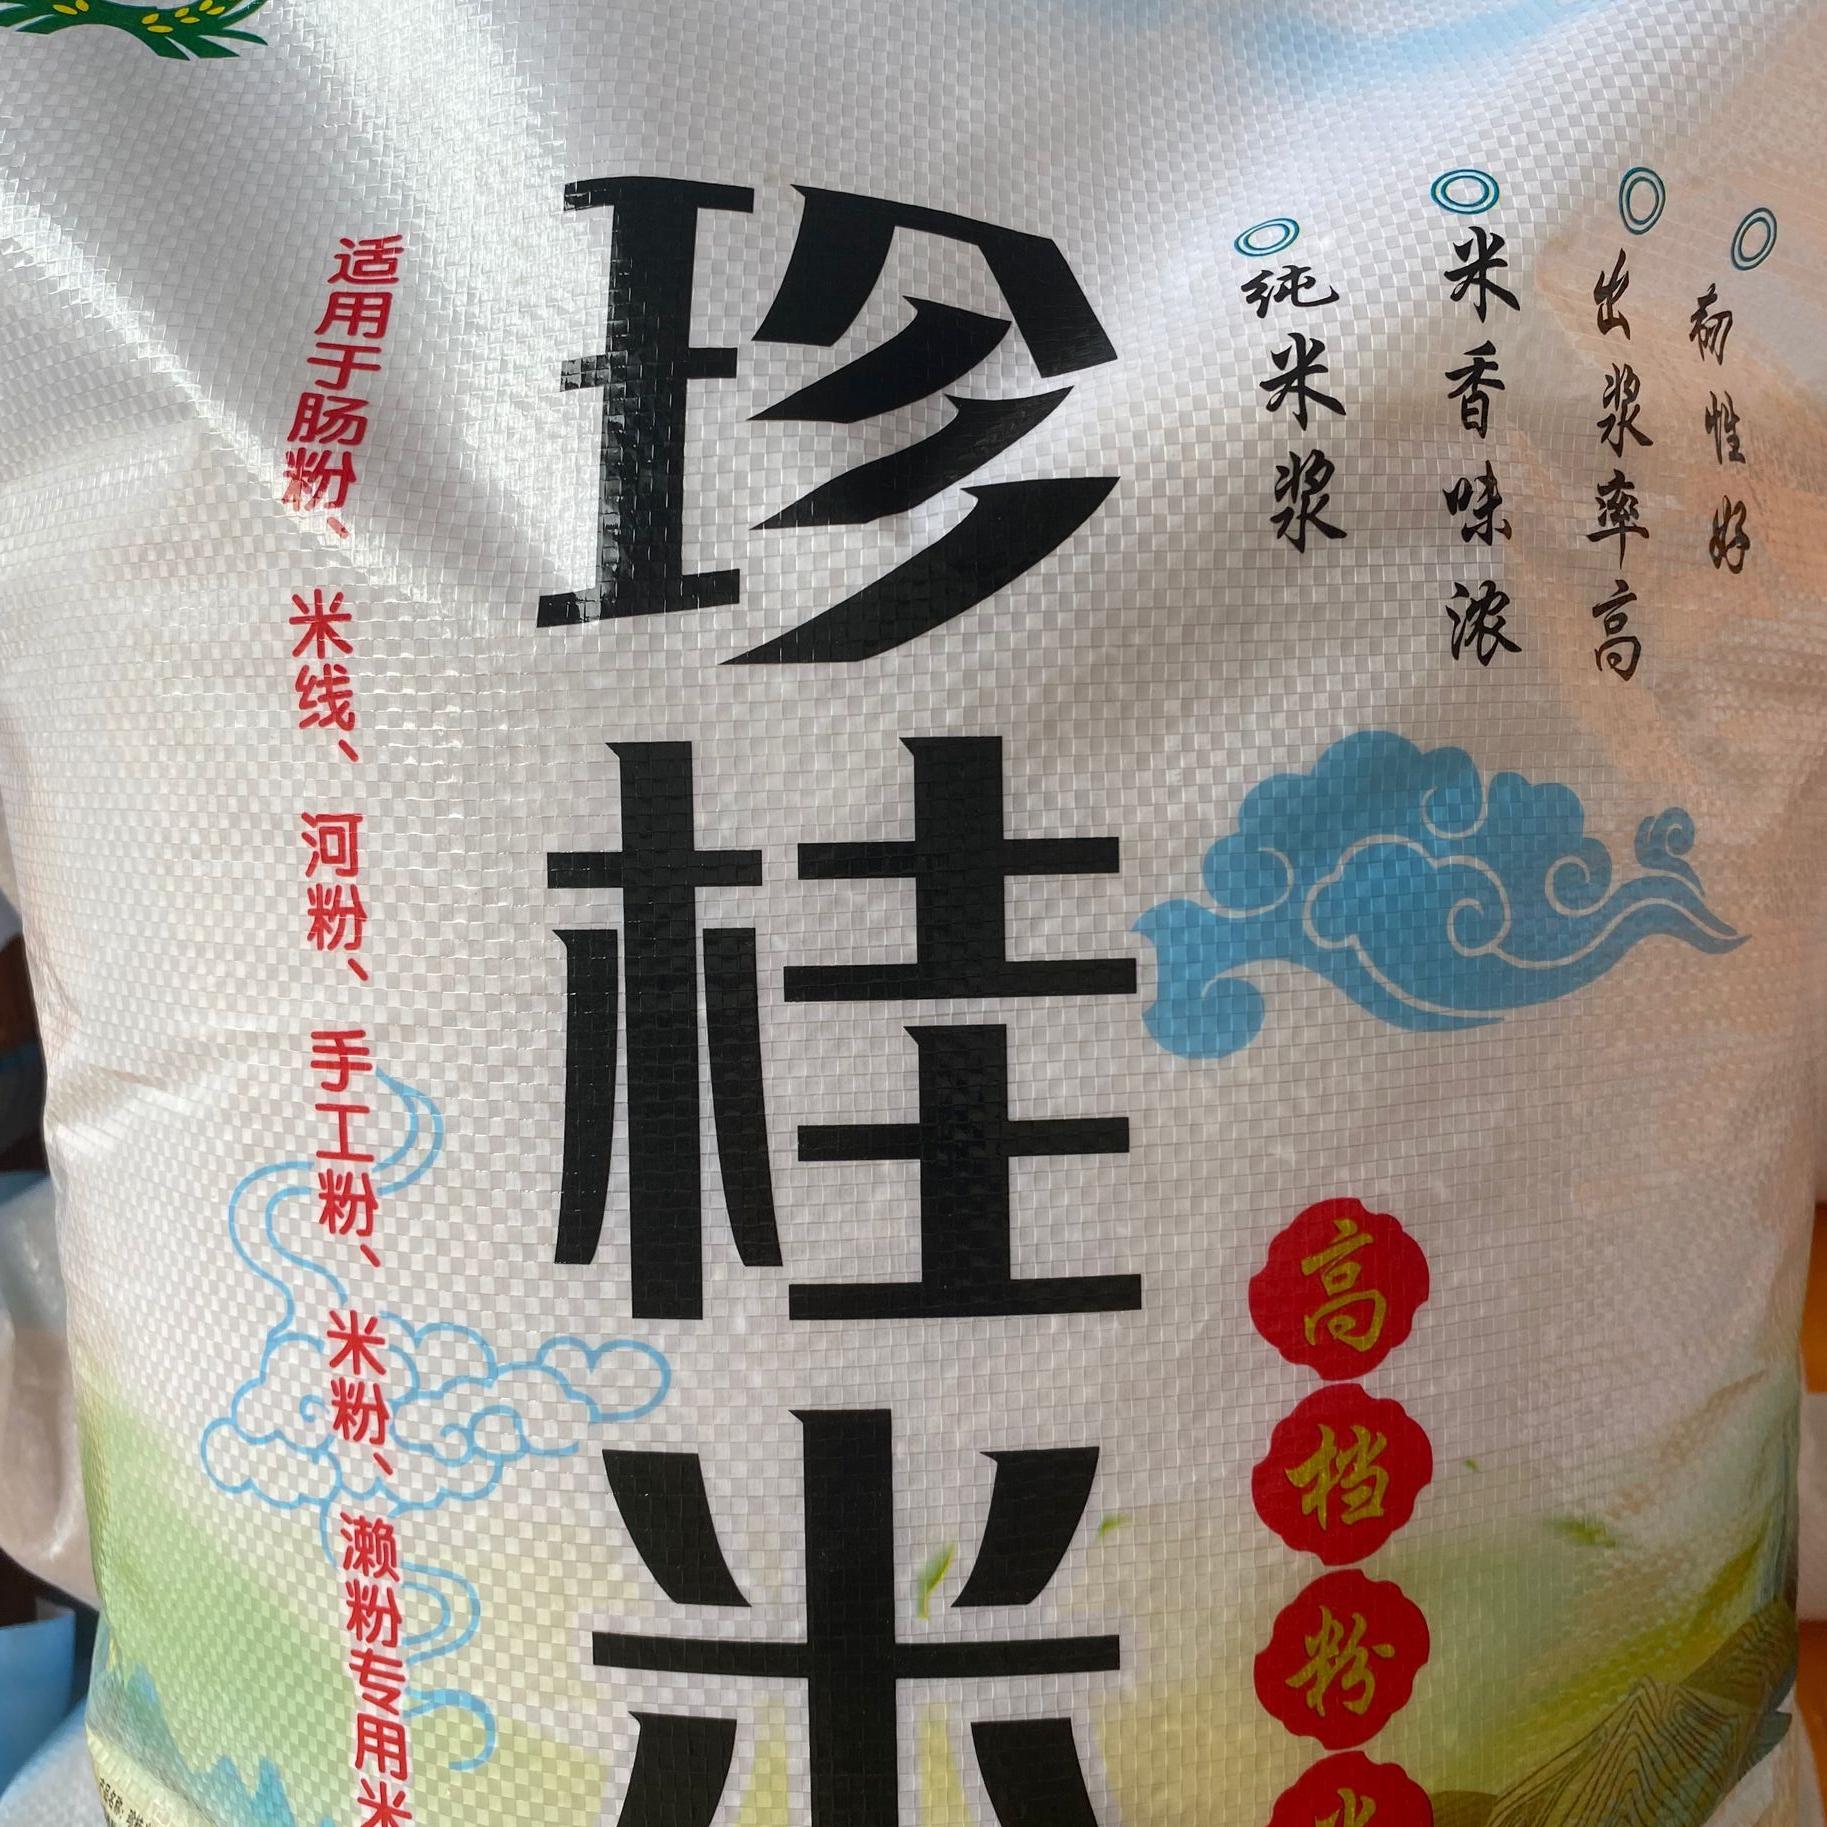 适用于肠粉、米线、河粉、手工粉、米粉、濑粉专用米
珍桂米
纯米浆
米香味浓
出浆率高
韧性好
高档粉米